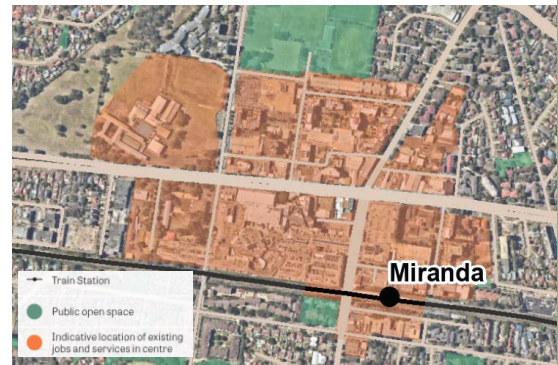 Miranda
Train Station
Public open space
Indicative location of existing
jobs and services in centre